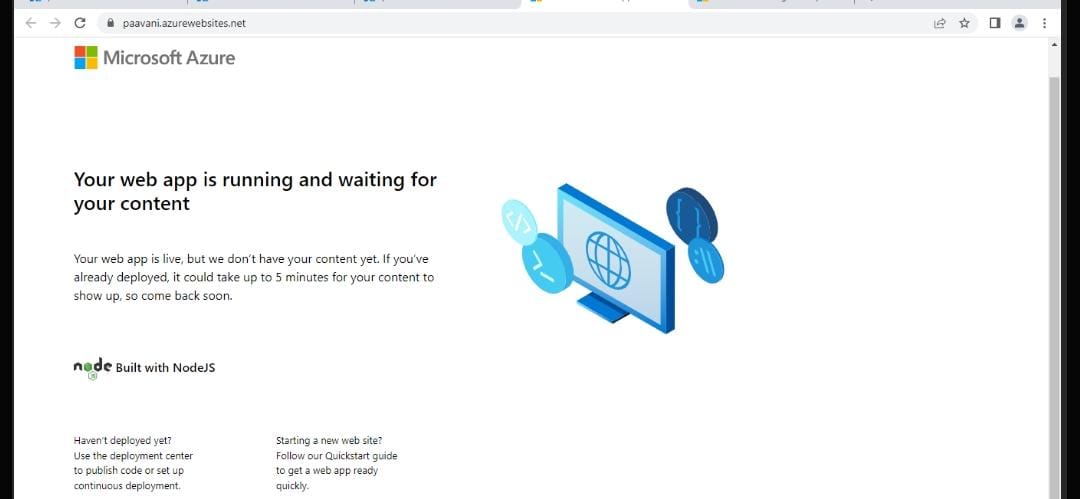 paavani.azurewebsites.net
Microsoft Azure
Your web app is running and waiting for
your content
Your web app is live, but we don't have your content yet. If you've
already deployed, it could take up to 5 minutes for your content to
show up, so come back soon.
node Built with NodeJS
Haven't deployed yet?
Use the deployment center
to publish code or set up
continuous deployment.
Starting a new web site?
Follow our Quickstart guide
to get a web app ready
quickly.